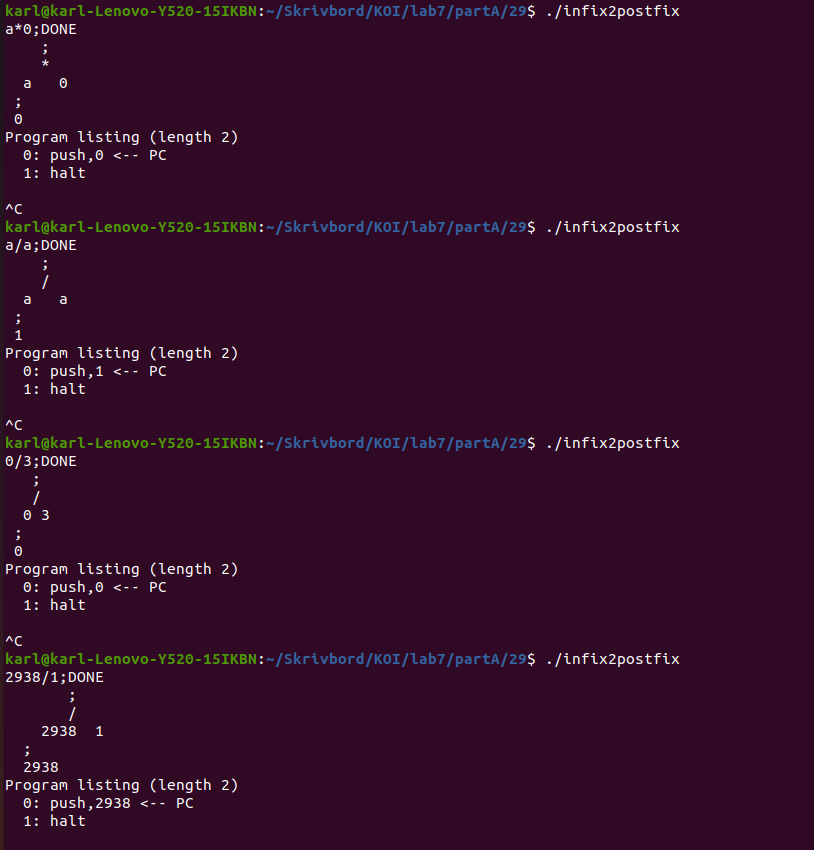 karl@karl-Lenovo-Y520-15IKBN:~/Skrivbord/KOI/lab7/partA/29$ ./infix2postfix
a*0;DONE
    ;
    *
  a   0
 ;
 0
Program listing (length 2)
  0: push,0 <-- PC
  1: halt

^C
karl@karl-Lenovo-Y520-15IKBN:~/Skrivbord/KOI/lab7/partA/29$ ./infix2postfix
a/a;DONE
    ;
    /
  a   a
 ;
 1
Program listing (length 2)
  0: push,1 <-- PC
  1: halt

^C
karl@karl-Lenovo-Y520-15IKBN:~/Skrivbord/KOI/lab7/partA/29$ ./infix2postfix
0/3;DONE
   ;
   /
  0 3
 ;
 0
Program listing (length 2)
  0: push,0 <-- PC
  1: halt

^C
karl@karl-Lenovo-Y520-15IKBN:~/Skrivbord/KOI/lab7/partA/29$ ./infix2postfix
2938/1;DONE
       ;
       /
    2938  1
  ;
  2938
Program listing (length 2)
  0: push,2938 <-- PC
  1: halt